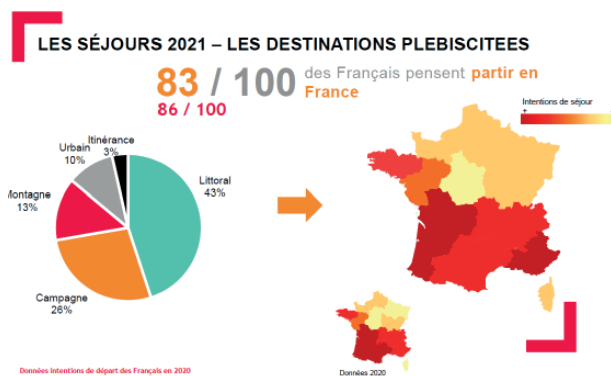 LES SÉJOURS 2021 – LES DESTINATIONS PLEBISCITEES
83 / 100 des Français pensent partir en
France
86 / 100
Intentions de séjour
+
Itinérance
3%
Urbain
10%
Montagne
13%
Littoral
43%
Campagne
26%
Données intentions de départ des Français en 2020
Données 2020